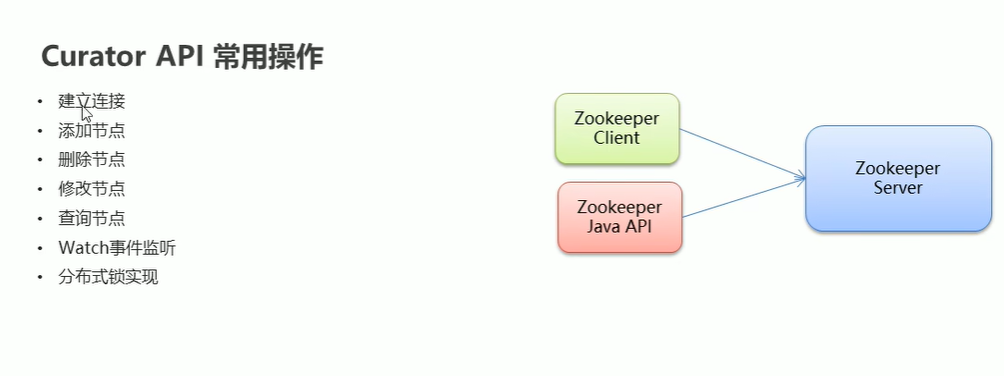 Curator API 常用操作
• 建立连接
• 添加节点
• 删除节点
• 修改节点
• 查询节点
• Watch事件监听
• 分布式锁实现
Zookeeper
Client
Zookeeper
Java API
Zookeeper
Server